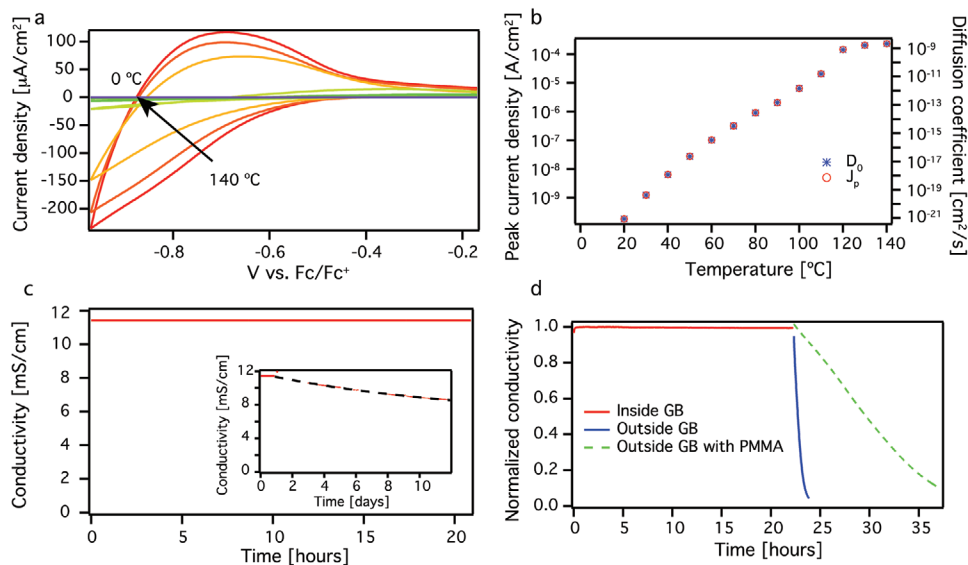 a
Current density [µA/cm²]
100
50
0
-50
-100
-150
-200
0 ºC
140 ºC
-0.8
-0.6
-0.4
-0.2
V vs. Fc/Fc⁺
b
Peak current density [A/cm²]
10⁻⁴
10⁻⁵
10⁻⁶
10⁻⁷
10⁻⁸
10⁻⁹
D₀
Jₚ
10⁻⁹
10⁻¹¹
10⁻¹³
10⁻¹⁵
10⁻¹⁷
10⁻¹⁹
10⁻²¹
Diffusion coefficient [cm²/s]
0 20 40 60 80 100 120 140
Temperature [ºC]
c
Conductivity [mS/cm]
12
10
8
6
4
2
0
Conductivity [mS/cm]
12
8
4
0
0 2 4 6 8 10
Time [days]
0 5 10 15 20
Time [hours]
d
Normalized conductivity
1.0
0.8
0.6
0.4
0.2
0.0
Inside GB
Outside GB
Outside GB with PMMA
0 5 10 15 20 25 30 35
Time [hours]